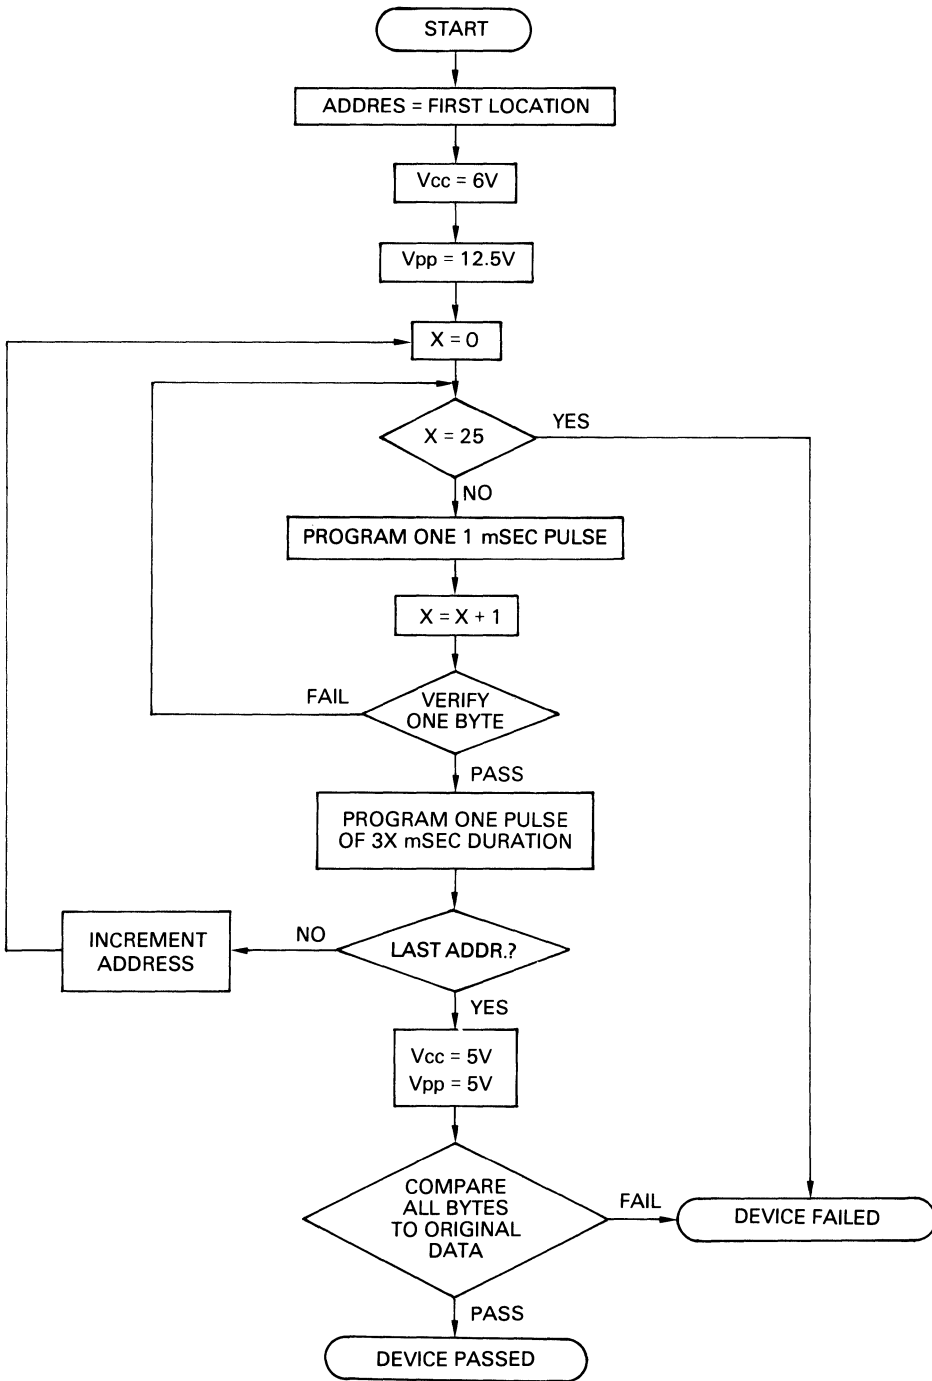 START
ADDRES = FIRST LOCATION
Vcc = 6V
Vpp = 12.5V
X = 0
X = 25
YES
NO
PROGRAM ONE 1 mSEC PULSE
X = X + 1
FAIL
VERIFY
ONE BYTE
PASS
PROGRAM ONE PULSE
OF 3X mSEC DURATION
INCREMENT
ADDRESS
NO
LAST ADDR.?
YES
Vcc = 5V
Vpp = 5V
COMPARE
ALL BYTES
TO ORIGINAL
DATA
FAIL
DEVICE FAILED
PASS
DEVICE PASSED